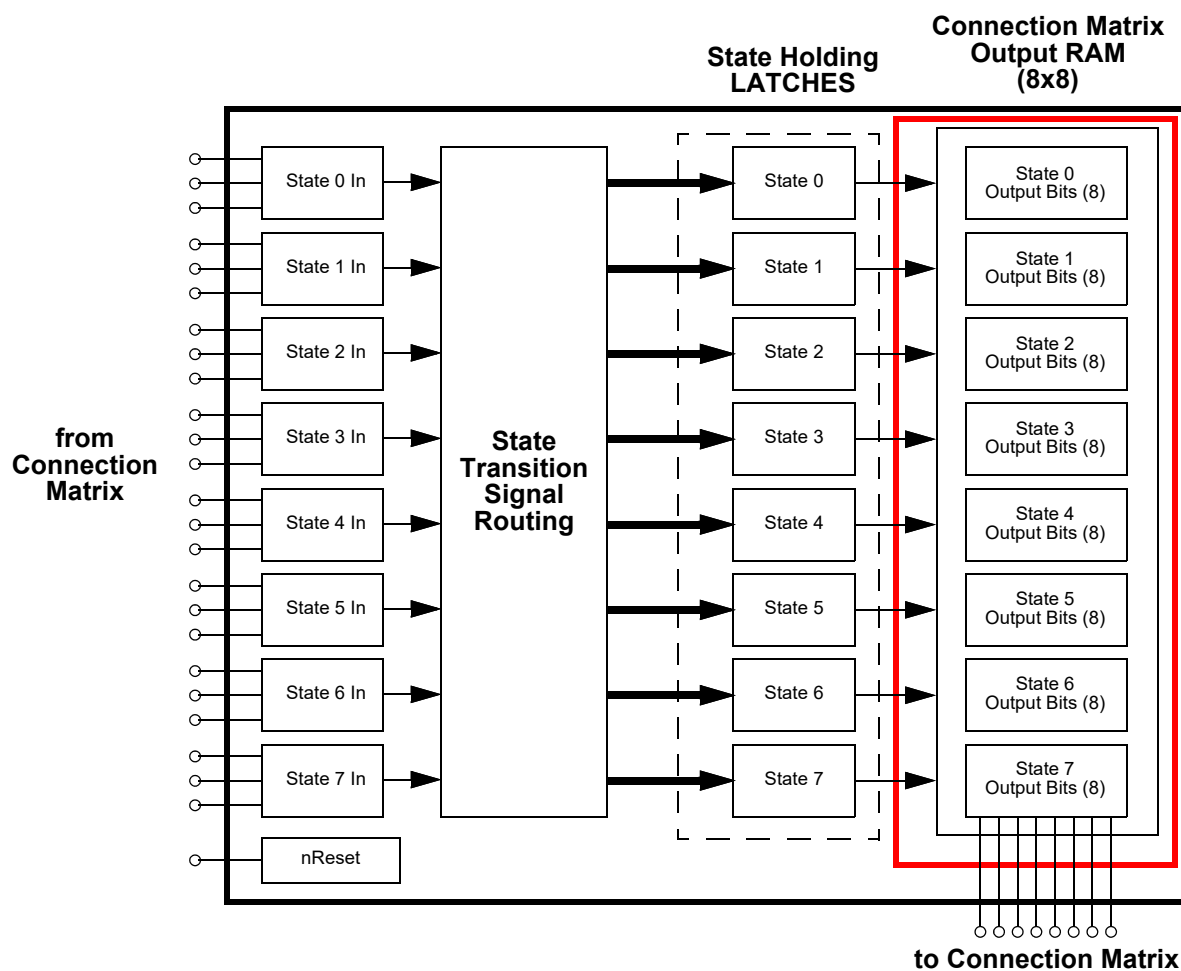 Connection Matrix
Output RAM
(8x8)
State Holding
LATCHES
from
Connection
Matrix
State 0 In
State 1 In
State 2 In
State 3 In
State 4 In
State 5 In
State 6 In
State 7 In
nReset
State
Transition
Signal
Routing
State 0
State 1
State 2
State 3
State 4
State 5
State 6
State 7
State 0
Output Bits (8)
State 1
Output Bits (8)
State 2
Output Bits (8)
State 3
Output Bits (8)
State 4
Output Bits (8)
State 5
Output Bits (8)
State 6
Output Bits (8)
State 7
Output Bits (8)
to Connection Matrix